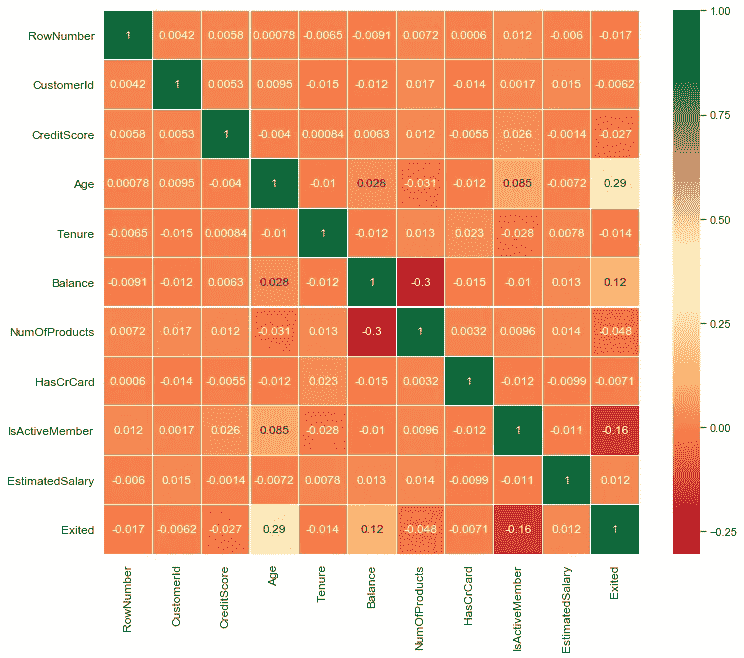 1.00
RowNumber 1 0.0042 0.0058 0.00078 -0.0065 -0.0091 0.0072 0.0006 0.012 -0.006 -0.017
CustomerId 0.0042 1 0.0053 0.0095 -0.015 -0.012 0.017 -0.014 0.0017 0.015 -0.0062
0.75
CreditScore 0.0058 0.0053 1 -0.004 0.00084 0.0063 0.012 -0.0055 0.026 -0.0014 -0.027
Age 0.00078 0.0095 -0.004 1 -0.01 0.028 -0.031 -0.012 0.085 -0.0072 0.29
0.50
Tenure -0.0065 -0.015 0.00084 -0.01 1 -0.012 0.013 0.023 -0.028 0.0078 -0.014
Balance -0.0091 -0.012 0.0063 0.028 -0.012 1 -0.3 -0.015 -0.01 0.013 0.12
0.25
NumOfProducts 0.0072 0.017 0.012 -0.031 0.013 -0.3 1 0.0032 0.0096 0.014 -0.048
HasCrCard 0.0006 -0.014 -0.0055 -0.012 0.023 -0.015 0.0032 1 -0.012 -0.0099 -0.0071
0.00
IsActiveMember 0.012 0.0017 0.026 0.085 -0.028 -0.01 0.0096 -0.012 1 -0.011 -0.16
EstimatedSalary -0.006 0.015 -0.0014 -0.0072 0.0078 0.013 0.014 -0.0099 -0.011 1 0.012
Exited -0.017 -0.0062 -0.027 0.29 -0.014 0.12 -0.048 -0.0071 -0.16 0.012 1
-0.25
RowNumber
CustomerId
CreditScore
Age
Tenure
Balance
NumOfProducts
HasCrCard
IsActiveMember
EstimatedSalary
Exited